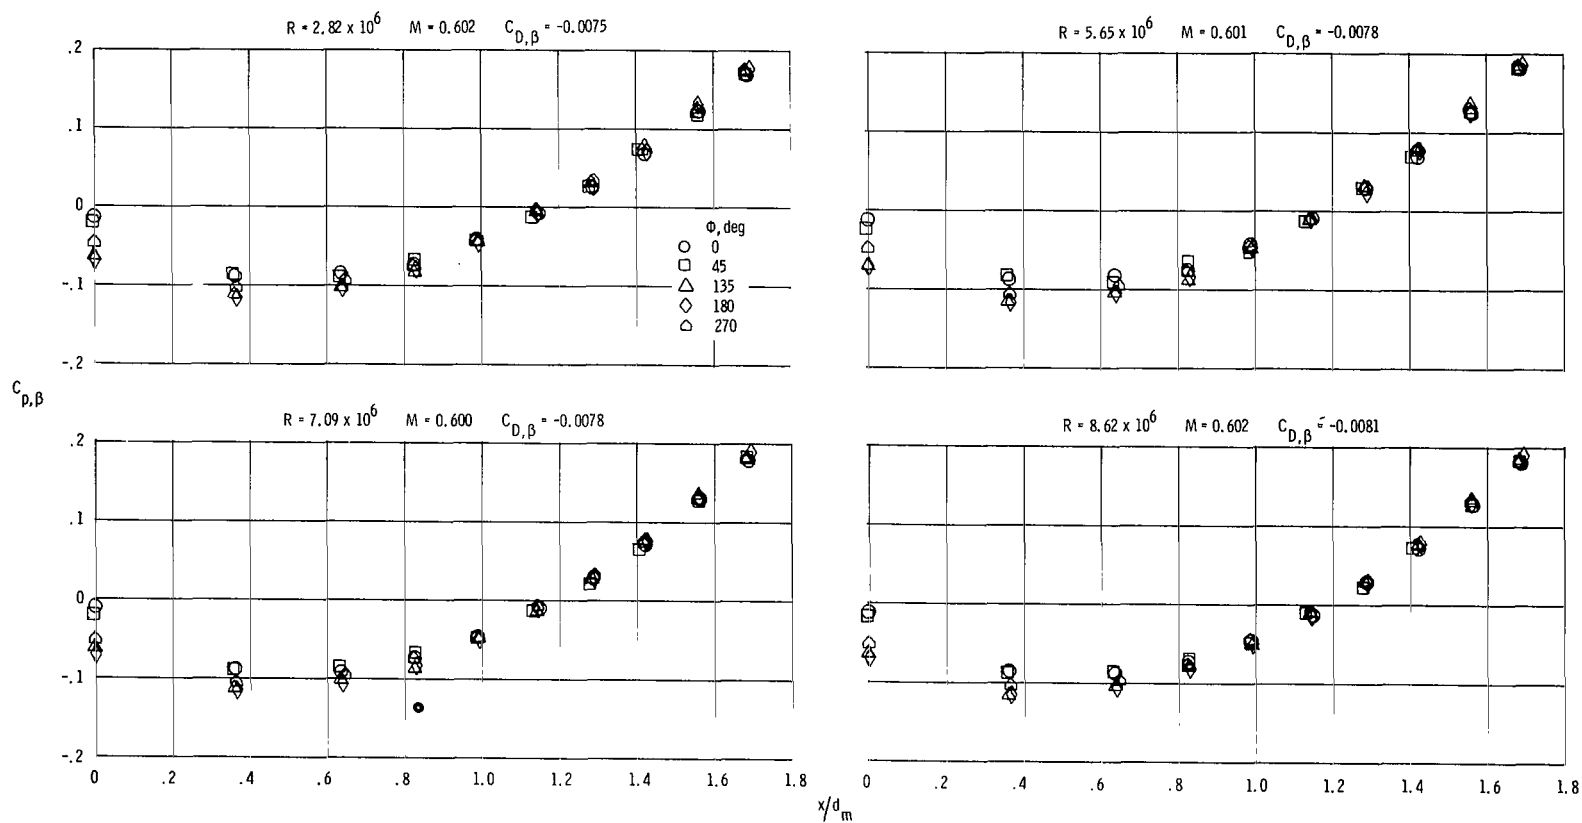 R = 2.82 x 10^6 M = 0.602 C_D,β = -0.0075
R = 5.65 x 10^6 M = 0.601 C_D,β = -0.0078
.2
.1
0
-.1
-.2
Φ, deg
0
45
135
180
270
C_p,β
R = 7.09 x 10^6 M = 0.600 C_D,β = -0.0078
R = 8.62 x 10^6 M = 0.602 C_D,β = -0.0081
.2
.1
0
-.1
-.2
0 .2 .4 .6 .8 1.0 1.2 1.4 1.6 1.8
0 .2 .4 .6 .8 1.0 1.2 1.4 1.6 1.8
x/d_m